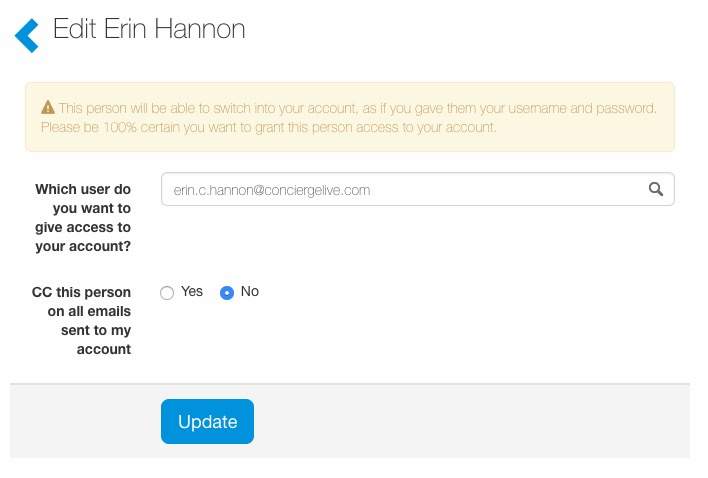 Edit Erin Hannon
This person will be able to switch into your account, as if you gave them your username and password.
Please be 100% certain you want to grant this person access to your account.
Which user do
you want to
give access to
your account?
erin.c.hannon@conciergelive.com
CC this person
on all emails
sent to my
account
Yes No
Update